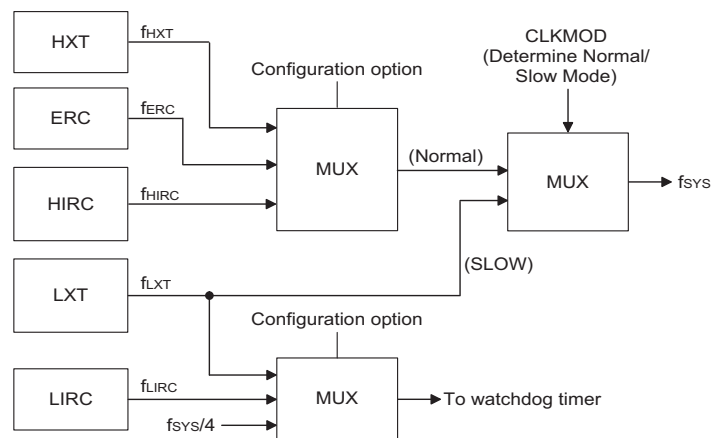 HXT
fHXT
CLKMOD
(Determine Normal/
Slow Mode)
Configuration option
ERC
fERC
MUX
(Normal)
MUX
fSYS
HIRC
fHIRC
(SLOW)
LXT
fLXT
Configuration option
LIRC
fLIRC
MUX
To watchdog timer
fSYS/4